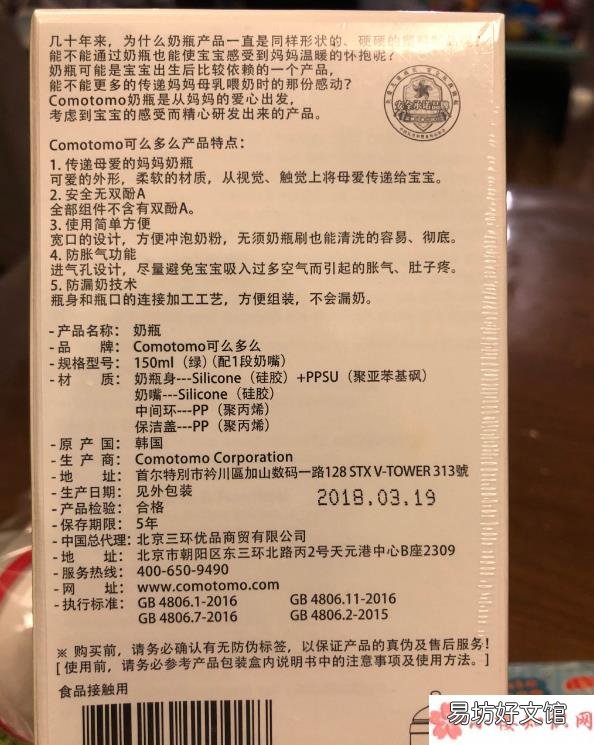 几十年来，为什么奶瓶产品一直是同样形状的、硬硬的
能不能通过奶瓶也能使宝宝感受到妈妈温暖的怀抱呢？
奶瓶可能是宝宝出生后比较依赖的一个产品，
能不能更多的传递妈妈母乳喂奶时的那份感动？
Comotomo奶瓶是从妈妈的爱心出发，
考虑到宝宝的感受而精心研发出来的产品。
安全承诺品牌
Comotomo可么多么产品特点：
1. 传递母爱的妈妈奶瓶
可爱的外形，柔软的材质，从视觉、触觉上将母爱传递给宝宝。
2. 安全无双酚A
全部组件不含有双酚A。
3. 使用简单方便
宽口的设计，方便冲泡奶粉，无须奶瓶刷也能清洗的容易、彻底。
4. 防胀气功能
进气孔设计，尽量避免宝宝吸入过多空气而引起的胀气、肚子疼。
5. 防漏奶技术
瓶身和瓶口的连接加工工艺，方便组装，不会漏奶。
- 产品名称： 奶瓶
- 品 牌： Comotomo可么多么
- 规格型号： 150ml（绿）（配1段奶嘴）
- 材 质： 奶瓶身---Silicone（硅胶）+PPSU（聚亚苯基砜）
奶嘴---Silicone（硅胶）
中间环---PP（聚丙烯）
保洁盖---PP（聚丙烯）
- 原 产 国： 韩国
- 生 产 商： Comotomo Corporation
- 地 址： 首尔特別市衿川區加山数码一路128 STX V-TOWER 313號
- 生产日期： 见外包装
2018.03.19
- 产品检验： 合格
- 保存期限： 5年
- 中国总代理： 北京三环优品商贸有限公司
- 地 址： 北京市朝阳区东三环北路丙2号天元港中心B座2309
- 服务热线： 400-650-9490
- 网 址： www.comotomo.com
- 执行标准： GB 4806.1-2016 GB 4806.11-2016
GB 4806.7-2016 GB 4806.2-2015
※ 购买前，请务必确认有无防伪标签，以保证产品的真伪及售后服务！
[ 使用前，请务必参考产品包装盒内说明书中的注意事项及使用方法。]
食品接触用
易坊好文馆